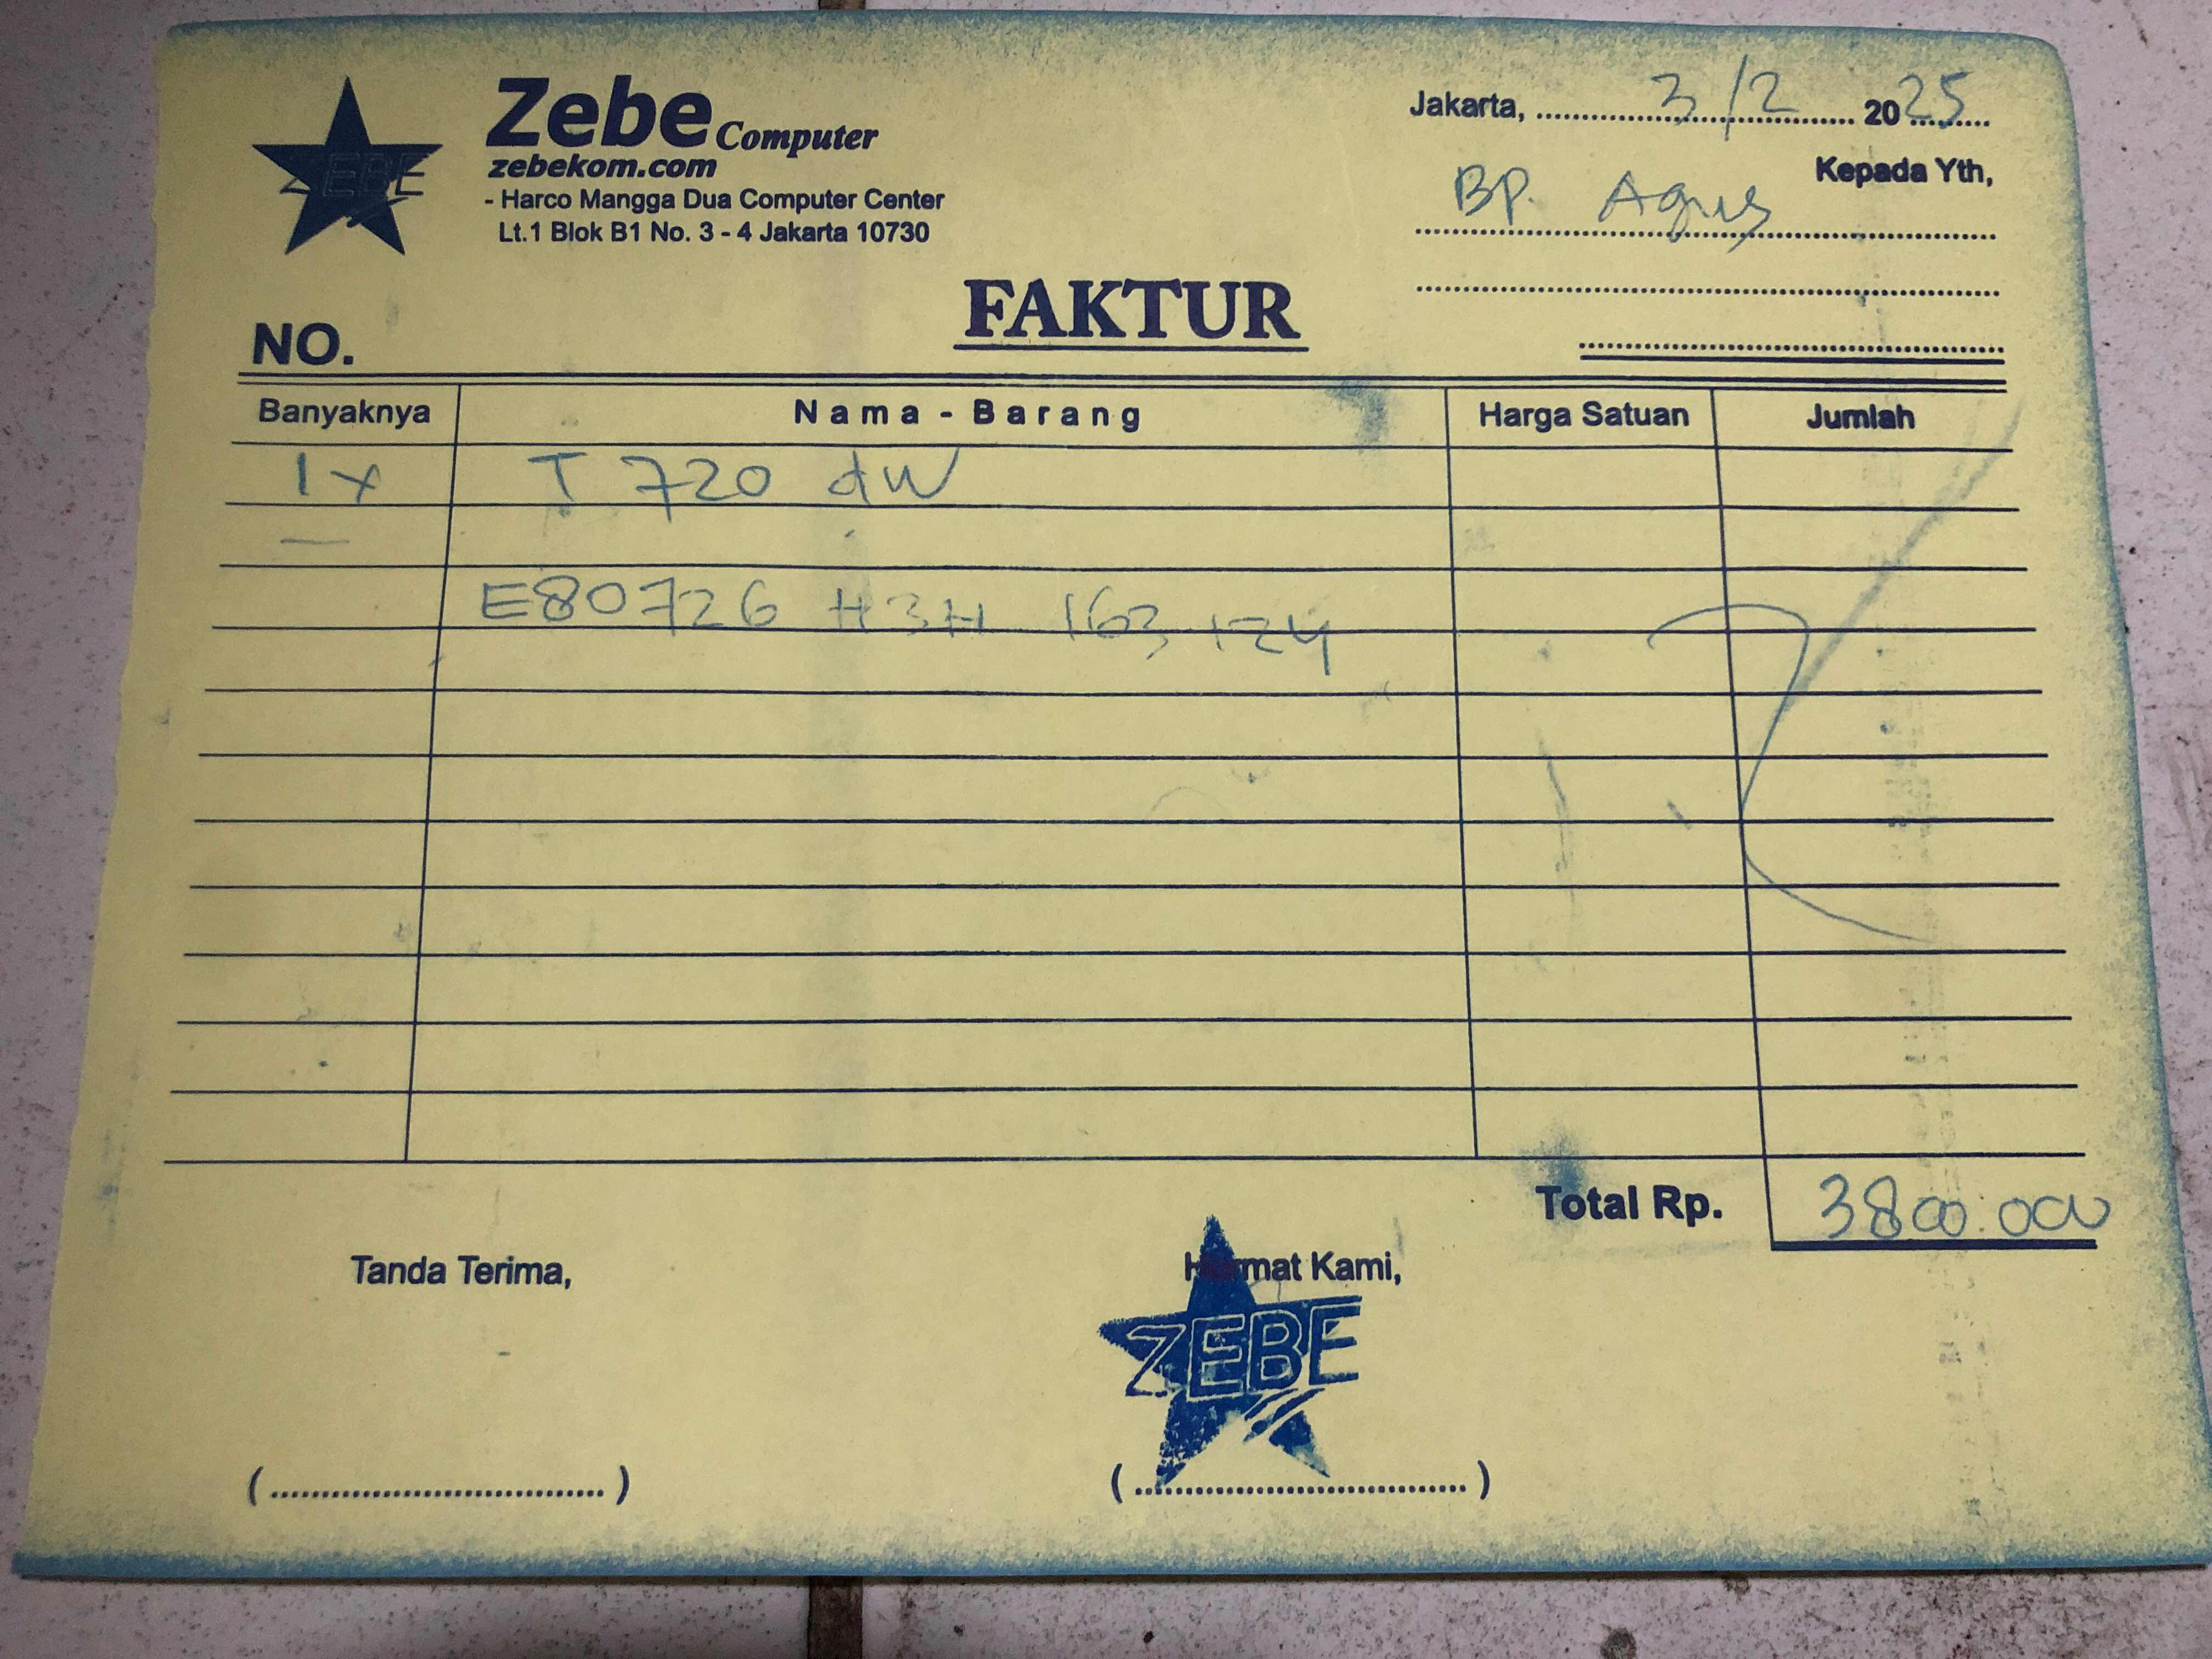 ZEBE
Zebe Computer
zebekom.com
- Harco Mangga Dua Computer Center
Lt.1 Blok B1 No. 3 - 4 Jakarta 10730
Jakarta, 3/2 2025
Kepada Yth,
BP. Agus
FAKTUR
NO.
Banyaknya Nama - Barang Harga Satuan Jumlah
1x T 720 dW
E80726 H3H 163124
Total Rp. 3800.000
Tanda Terima, Hormat Kami,
ZEBE
(..................................) (..................................)